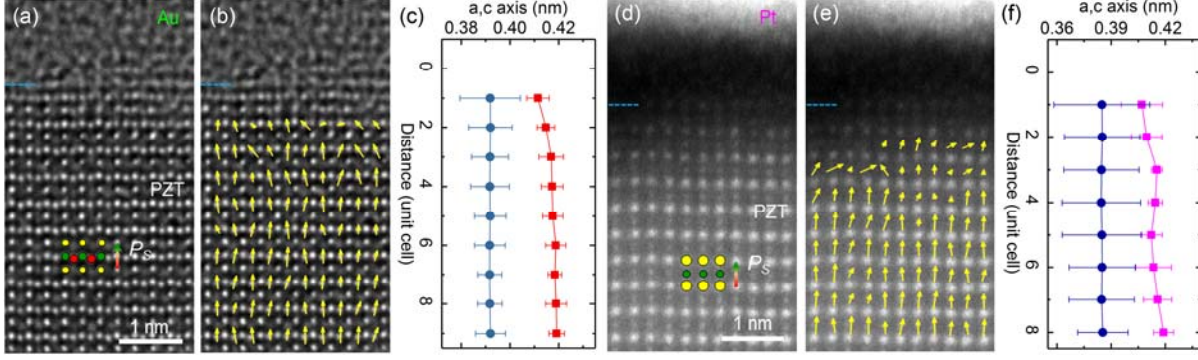 (a)
Au
PZT
Ps
1 nm
(b)
(c)
a,c axis (nm)
0.38 0.40 0.42
0
2
4
6
8
Distance (unit cell)
(d)
Pt
PZT
Ps
1 nm
(e)
(f)
a,c axis (nm)
0.36 0.39 0.42
0
2
4
6
8
Distance (unit cell)